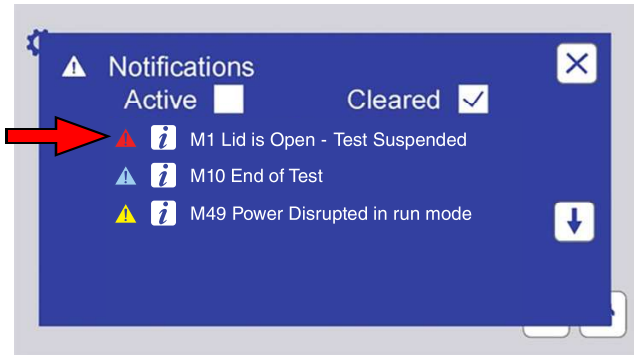 Notifications
Active Cleared
i M1 Lid is Open - Test Suspended
i M10 End of Test
i M49 Power Disrupted in run mode